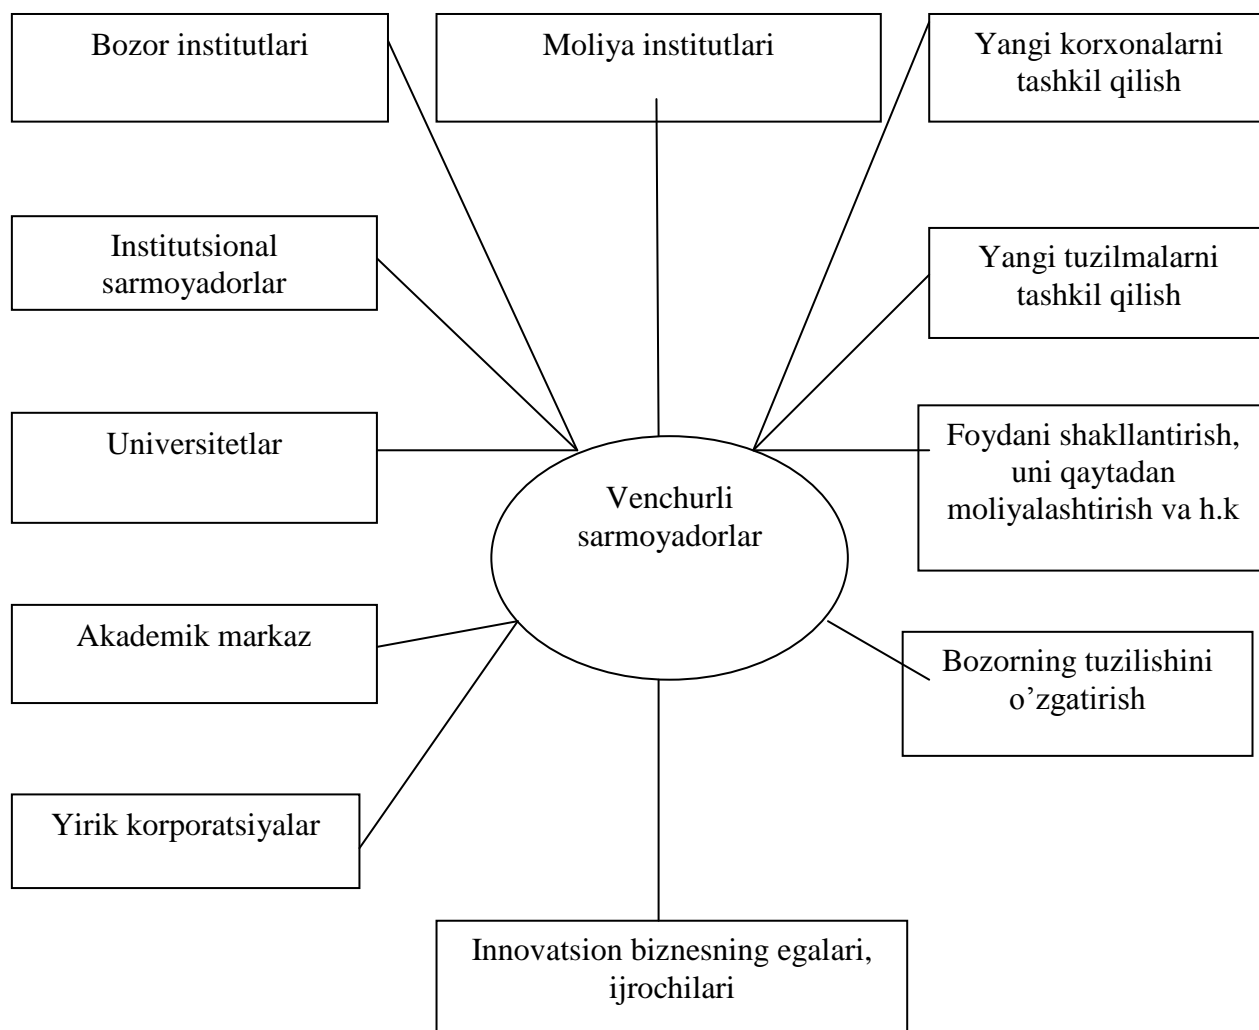 Bozor institutlari
Moliya institutlari
Yangi korxonalarni
tashkil qilish
Institutsional
sarmoyadorlar
Yangi tuzilmalarni
tashkil qilish
Universitetlar
Foydani shakllantirish,
uni qaytadan
moliyalashtirish va h.k
Venchurli
sarmoyadorlar
Akademik markaz
Bozorning tuzilishini
o’zgatirish
Yirik korporatsiyalar
Innovatsion biznesning egalari,
ijrochilari